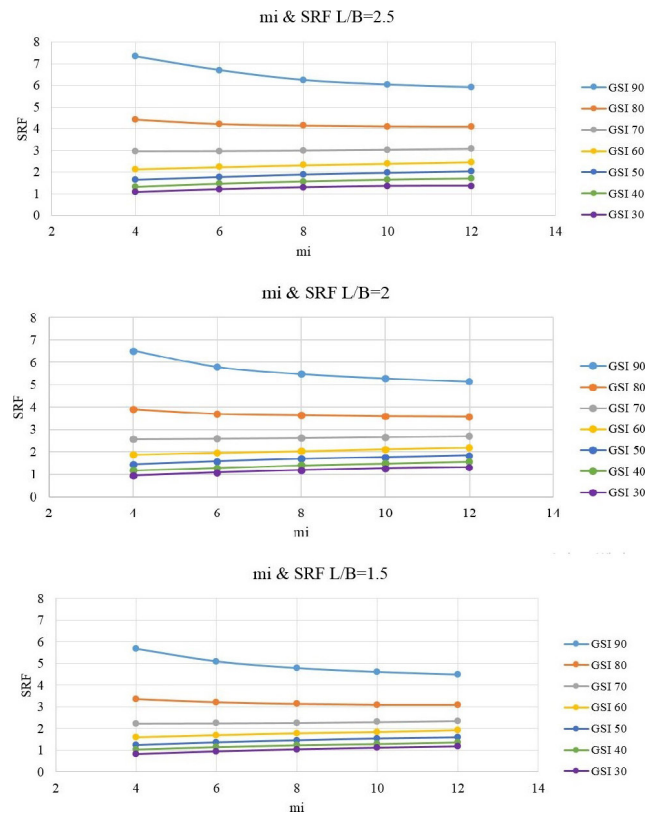 mi & SRF L/B=2.5
8
7
6
5
4
3
2
1
0
SRF
2 4 6 8 10 12 14
mi
GSI 90
GSI 80
GSI 70
GSI 60
GSI 50
GSI 40
GSI 30
mi & SRF L/B=2
8
7
6
5
4
3
2
1
0
SRF
2 4 6 8 10 12 14
mi
GSI 90
GSI 80
GSI 70
GSI 60
GSI 50
GSI 40
GSI 30
mi & SRF L/B=1.5
8
7
6
5
4
3
2
1
0
SRF
2 4 6 8 10 12 14
mi
GSI 90
GSI 80
GSI 70
GSI 60
GSI 50
GSI 40
GSI 30